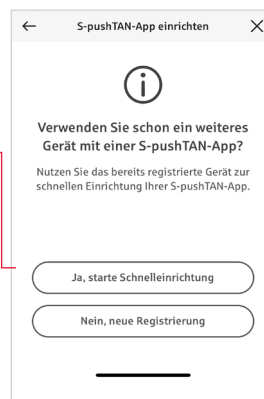 S-pushTAN-App einrichten
Verwenden Sie schon ein weiteres
Gerät mit einer S-pushTAN-App?
Nutzen Sie das bereits registrierte Gerät zur
schnellen Einrichtung Ihrer S-pushTAN-App.
Ja, starte Schnelleinrichtung
Nein, neue Registrierung